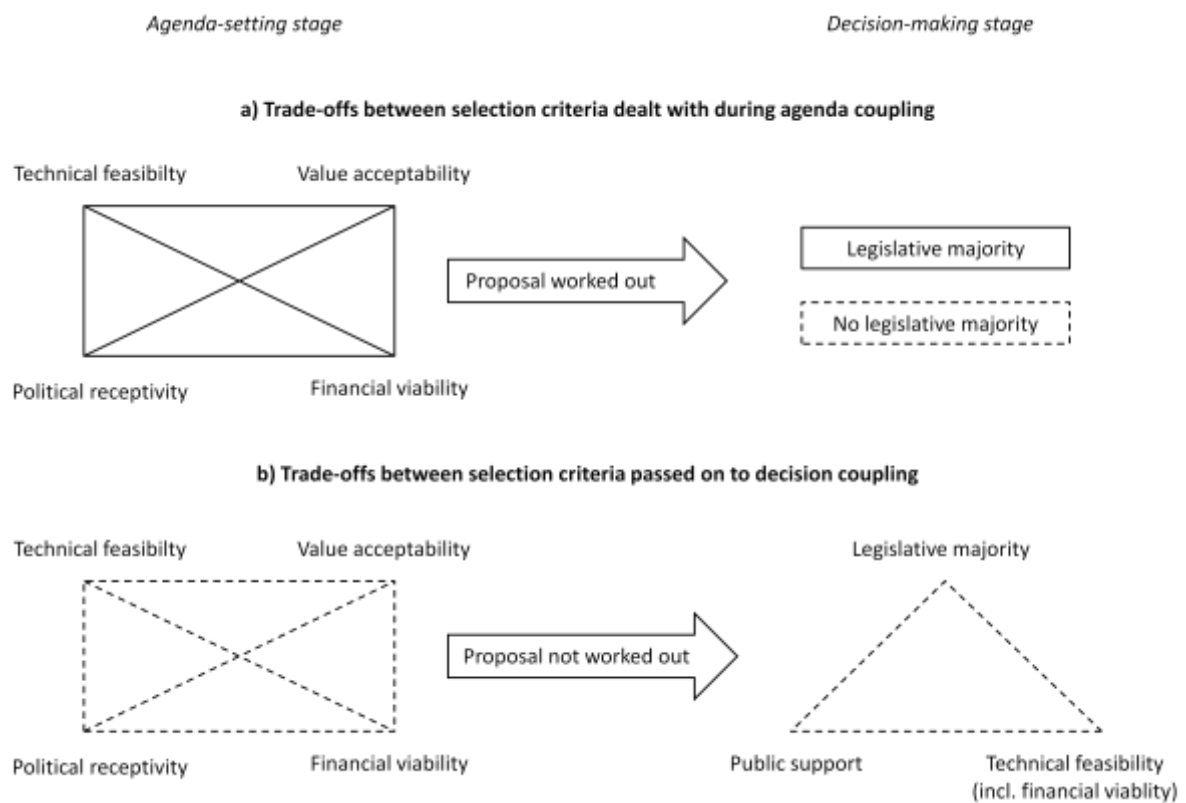 Agenda-setting stage
Decision-making stage
a) Trade-offs between selection criteria dealt with during agenda coupling
Technical feasibilty
Value acceptability
Proposal worked out
Legislative majority
No legislative majority
Political receptivity
Financial viability
b) Trade-offs between selection criteria passed on to decision coupling
Technical feasibilty
Value acceptability
Legislative majority
Proposal not worked out
Political receptivity
Financial viability
Public support
Technical feasibility
(incl. financial viablity)